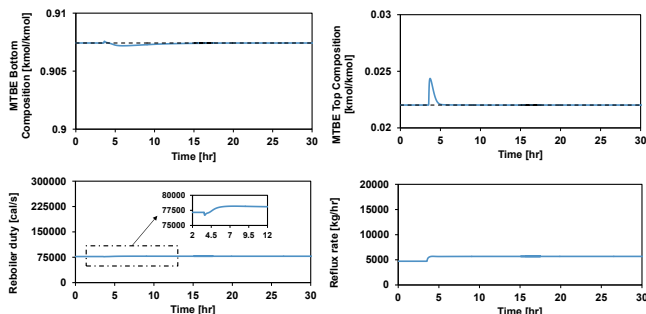 MTBE Bottom
Composition [kmol/kmol]
0.91
0.905
0.9
0 5 10 15 20 25 30
Time [hr]
MTBE Top Composition
[kmol/kmol]
0.03
0.025
0.02
0 5 10 15 20 25 30
Time [hr]
Reboiler duty [cal/s]
300000
225000
150000
75000
0
80000
77500
75000
2 4.5 7 9.5 12
0 5 10 15 20 25 30
Time [hr]
Reflux rate [kg/hr]
20000
15000
10000
5000
0
0 5 10 15 20 25 30
Time [hr]